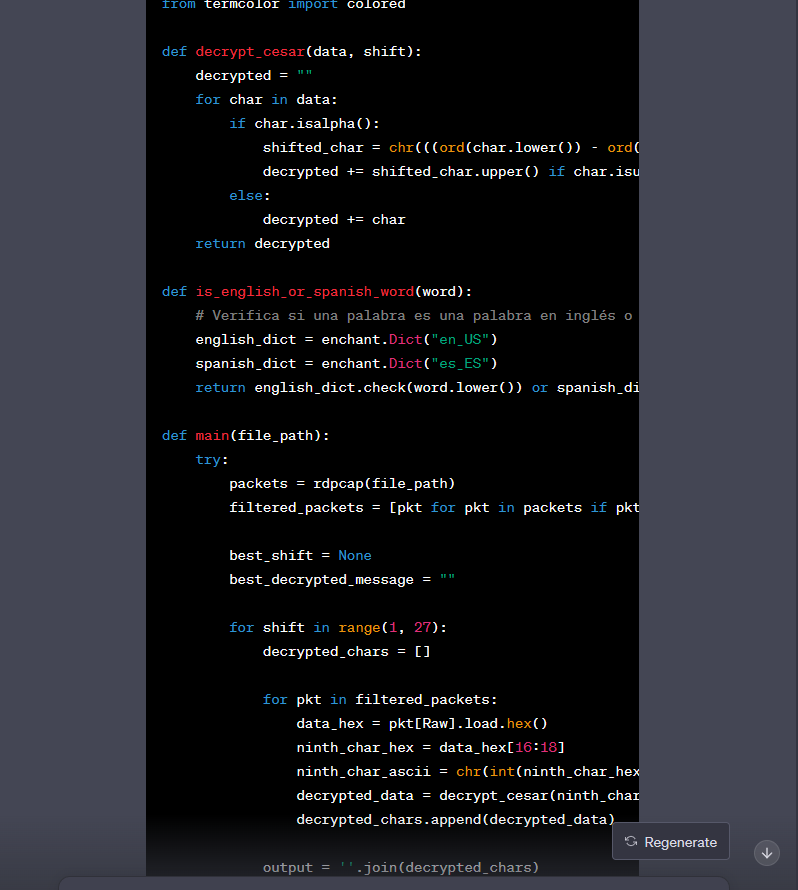 from termcolor import colored

def decrypt_cesar(data, shift):
    decrypted = ""
    for char in data:
        if char.isalpha():
            shifted_char = chr(((ord(char.lower()) - ord(
            decrypted += shifted_char.upper() if char.isu
        else:
            decrypted += char
    return decrypted

def is_english_or_spanish_word(word):
    # Verifica si una palabra es una palabra en inglés o
    english_dict = enchant.Dict("en_US")
    spanish_dict = enchant.Dict("es_ES")
    return english_dict.check(word.lower()) or spanish_di

def main(file_path):
    try:
        packets = rdpcap(file_path)
        filtered_packets = [pkt for pkt in packets if pkt

        best_shift = None
        best_decrypted_message = ""

        for shift in range(1, 27):
            decrypted_chars = []

            for pkt in filtered_packets:
                data_hex = pkt[Raw].load.hex()
                ninth_char_hex = data_hex[16:18]
                ninth_char_ascii = chr(int(ninth_char_hex
                decrypted_data = decrypt_cesar(ninth_char
                decrypted_chars.append(decrypted_data)

            output = ''.join(decrypted_chars)
Regenerate